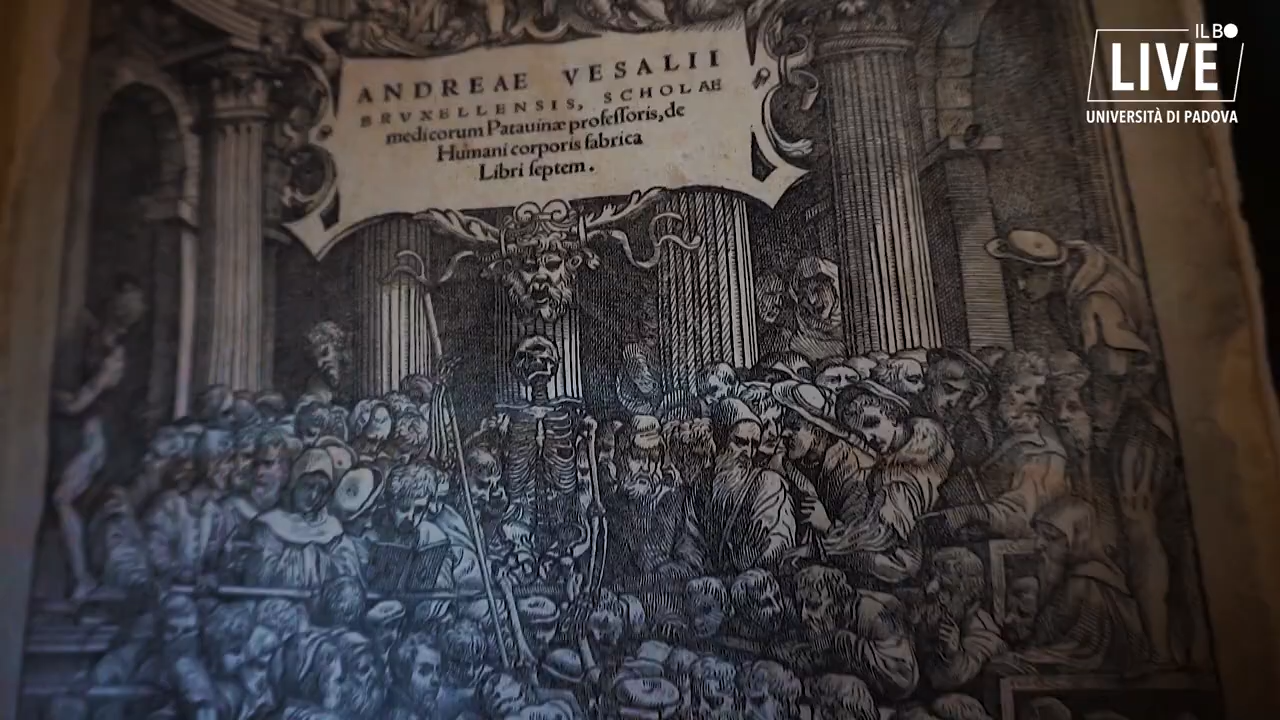 ANDREAE VESALII
BRVXELLENSIS, SCHOLAE
medicorum Patauinæ professoris, de
Humani corporis fabrica
Libri septem.
IL BO
LIVE
UNIVERSITÀ DI PADOVA